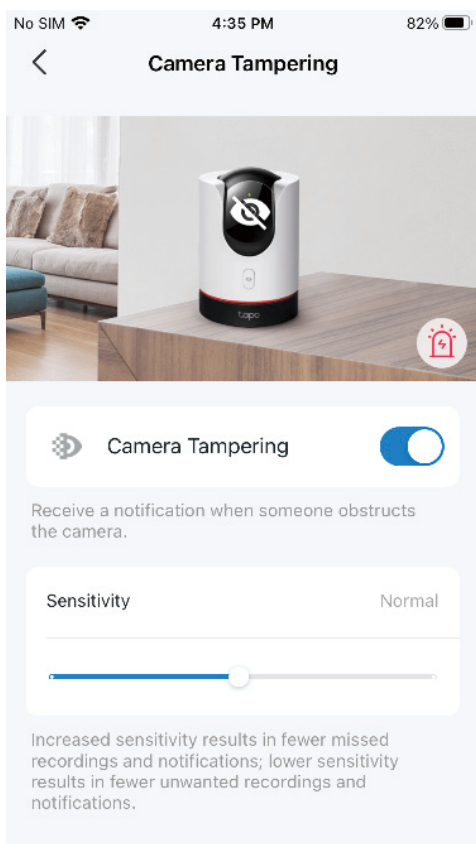 No SIM 4:35 PM 82%
Camera Tampering
tapo
Camera Tampering
Receive a notification when someone obstructs
the camera.
Sensitivity Normal
Increased sensitivity results in fewer missed
recordings and notifications; lower sensitivity
results in fewer unwanted recordings and
notifications.